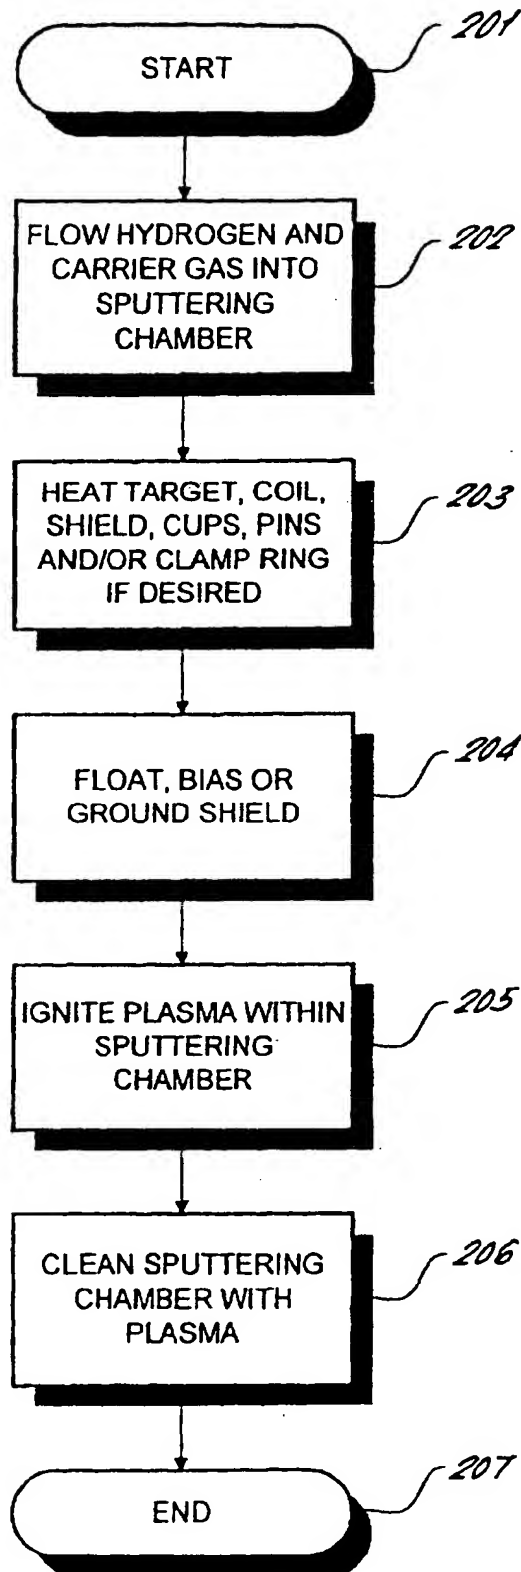 201
START
FLOW HYDROGEN AND
CARRIER GAS INTO
SPUTTERING
CHAMBER
202
HEAT TARGET, COIL,
SHIELD, CUPS, PINS
AND/OR CLAMP RING
IF DESIRED
203
FLOAT, BIAS OR
GROUND SHIELD
204
IGNITE PLASMA WITHIN
SPUTTERING
CHAMBER
205
CLEAN SPUTTERING
CHAMBER WITH
PLASMA
206
END
207